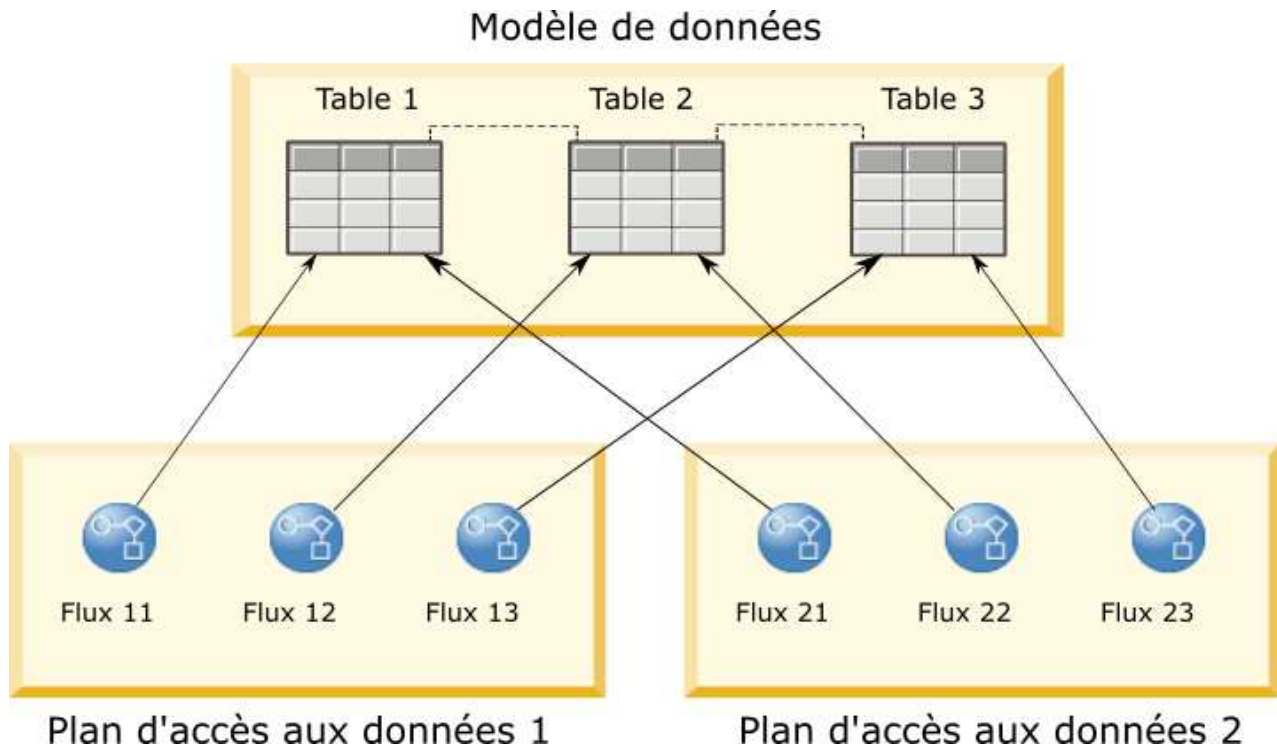 Modèle de données
Table 1 Table 2 Table 3
Flux 11 Flux 12 Flux 13 Flux 21 Flux 22 Flux 23
Plan d'accès aux données 1 Plan d'accès aux données 2